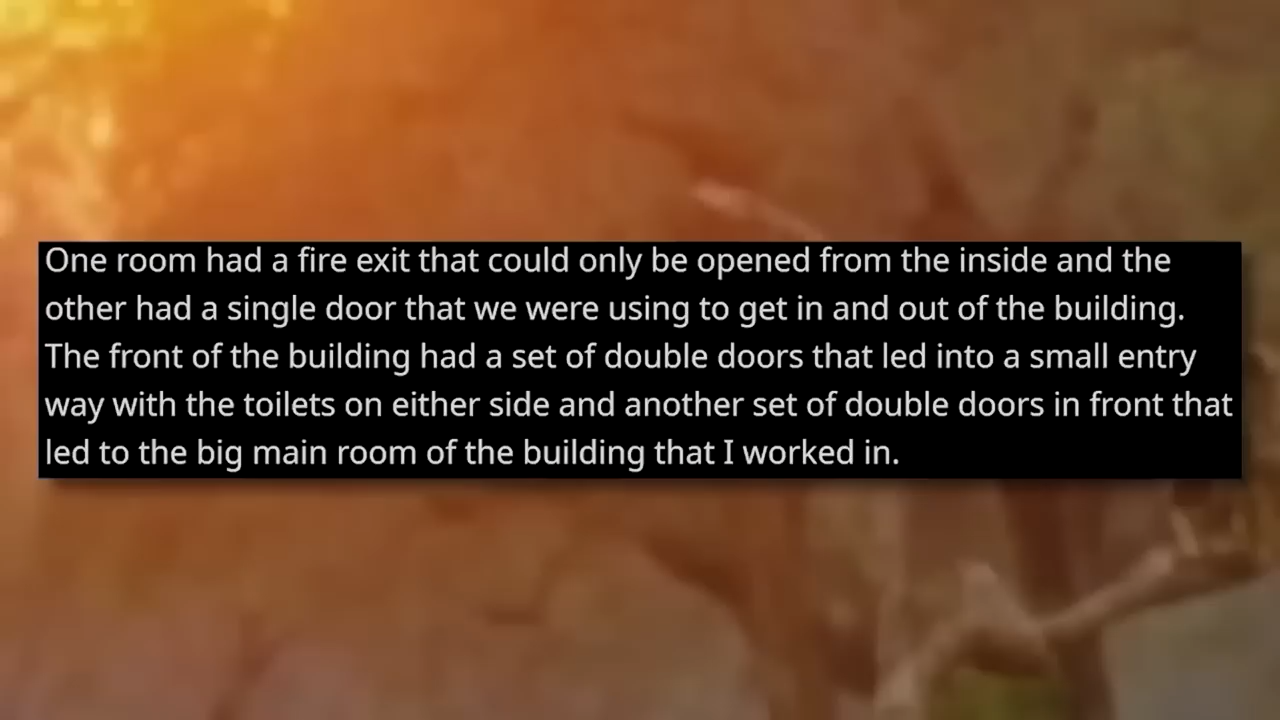 One room had a fire exit that could only be opened from the inside and the
other had a single door that we were using to get in and out of the building.
The front of the building had a set of double doors that led into a small entry
way with the toilets on either side and another set of double doors in front that
led to the big main room of the building that I worked in.